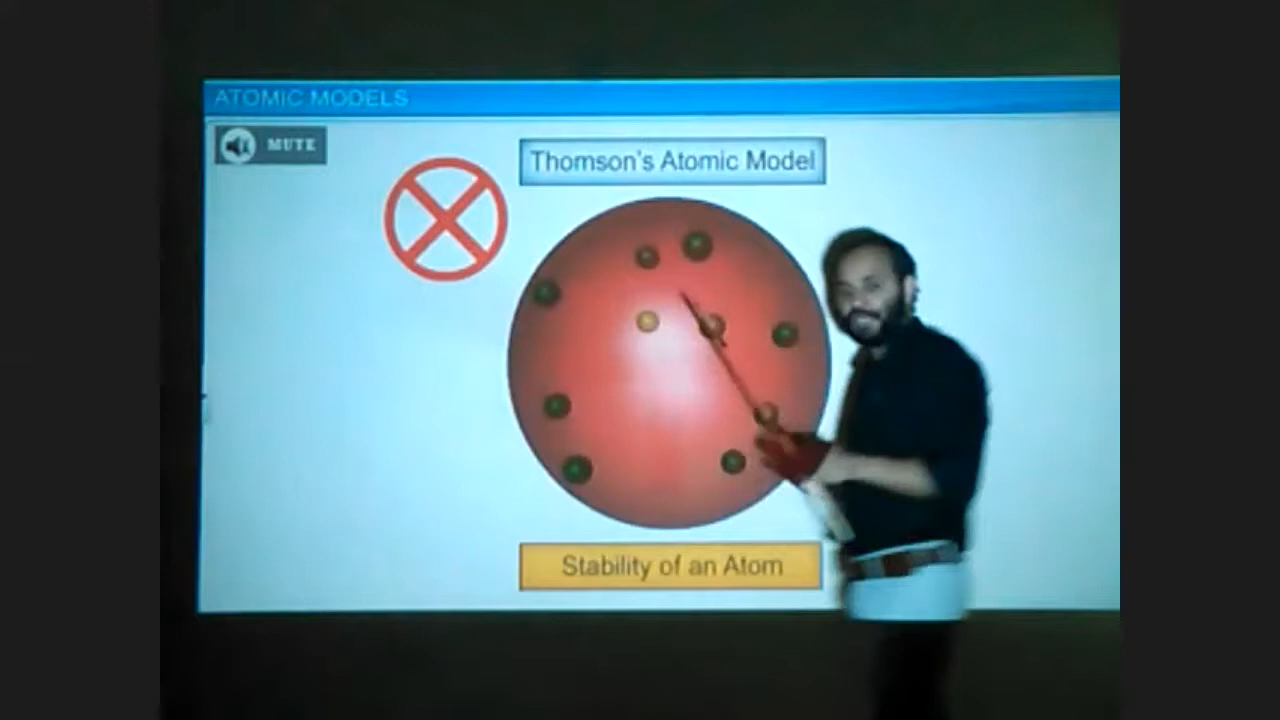 ATOMIC MODELS
MUTE
Thomson's Atomic Model
Stability of an Atom